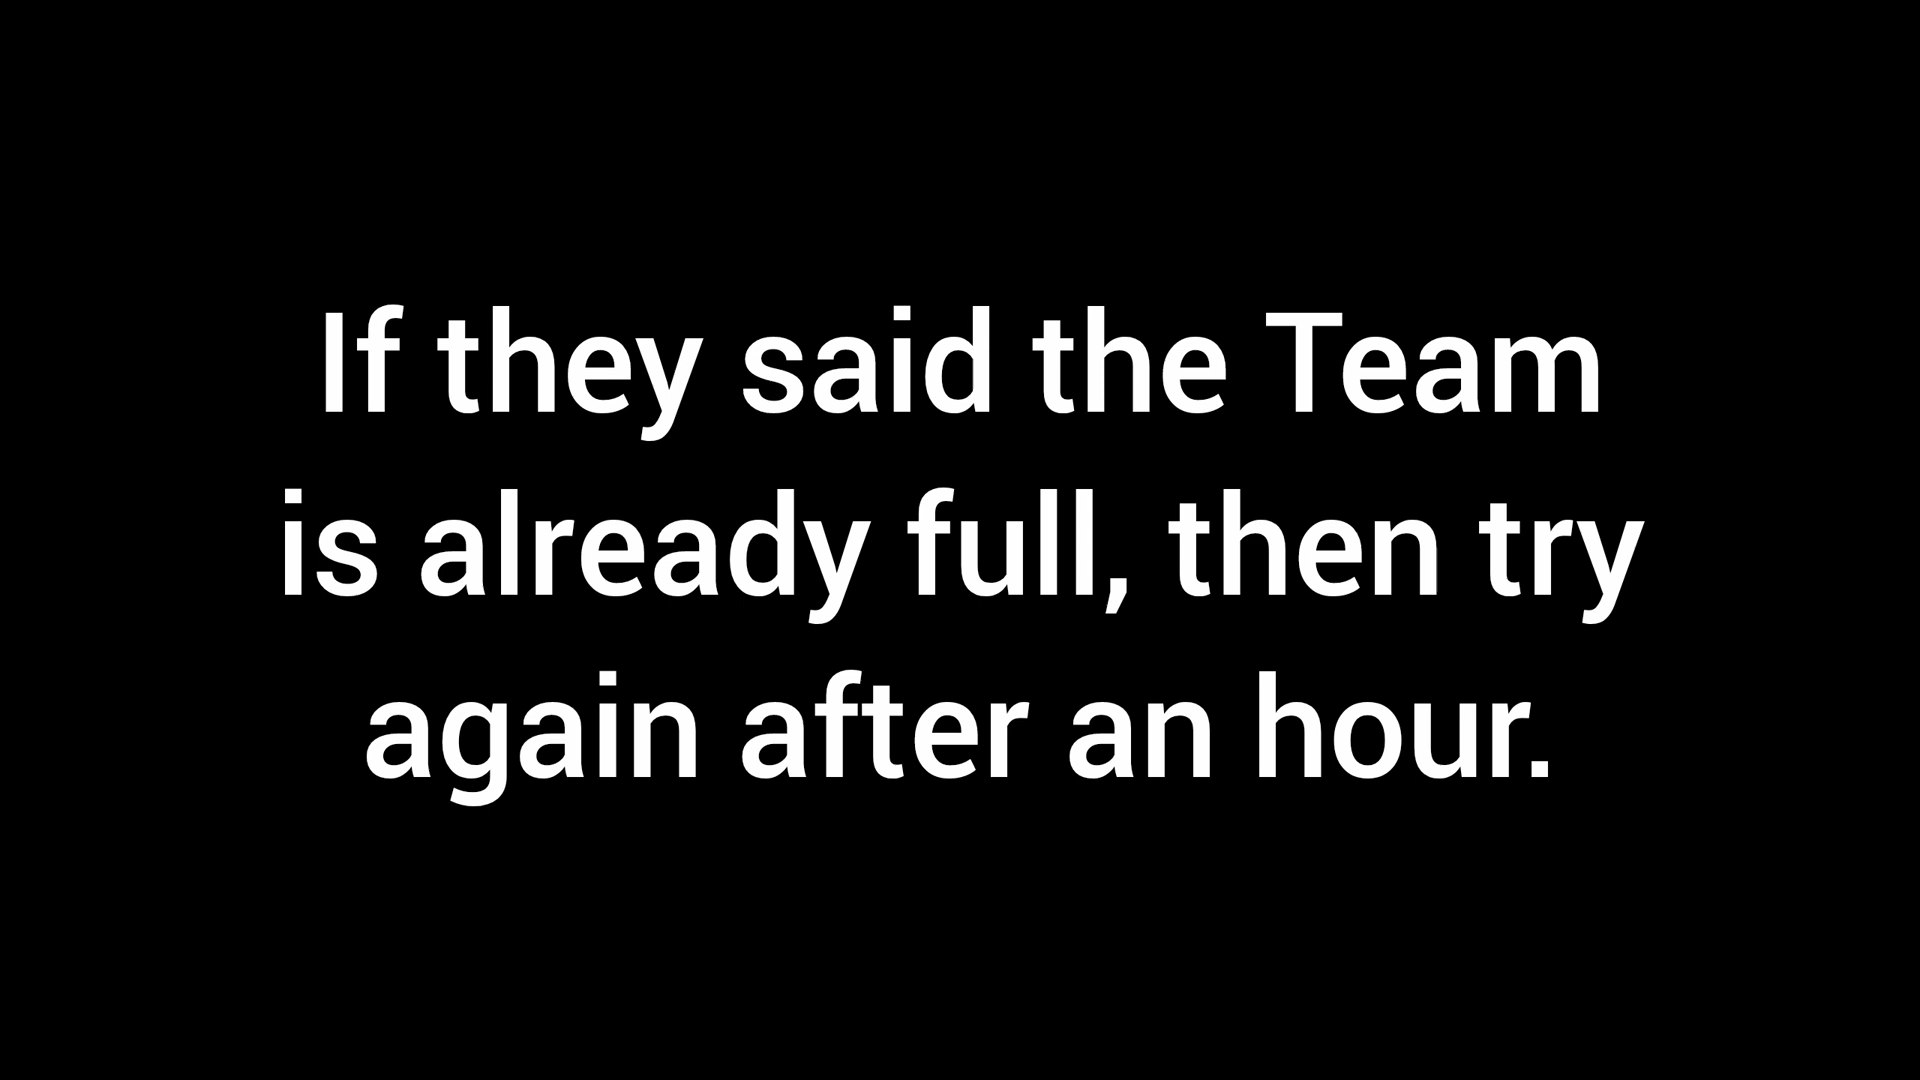 If they said the Team
is already full, then try
again after an hour.